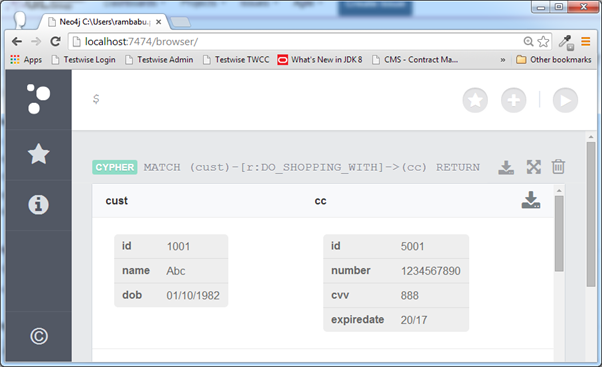 Neo4j C:\Users\rambabu.p
localhost:7474/browser/
Apps Testwise Login Testwise Admin Testwise TWCC What's New in JDK 8 CMS - Contract Ma... » Other bookmarks
$
CYPHER MATCH (cust)-[r:DO_SHOPPING_WITH]->(cc) RETURN
cust cc
id 1001
name Abc
dob 01/10/1982
id 5001
number 1234567890
cvv 888
expiredate 20/17
©